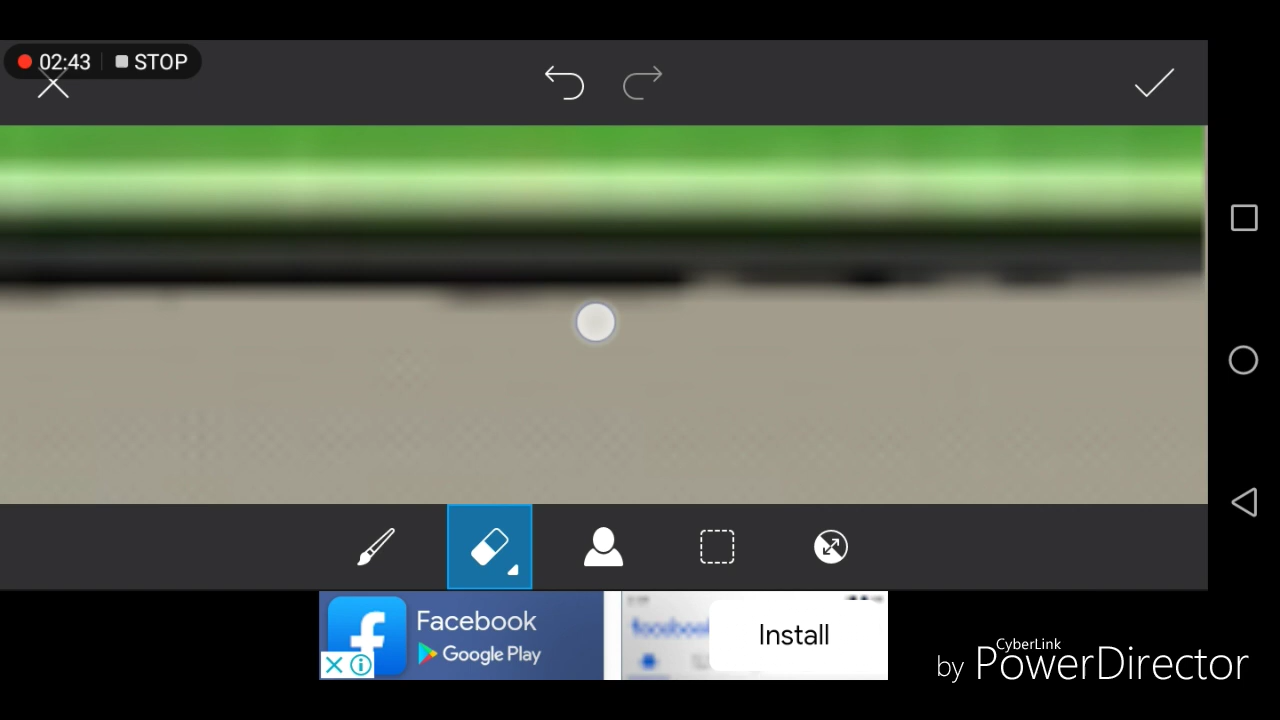 02:43 STOP
Facebook
Google Play
Install
CyberLink
by PowerDirector